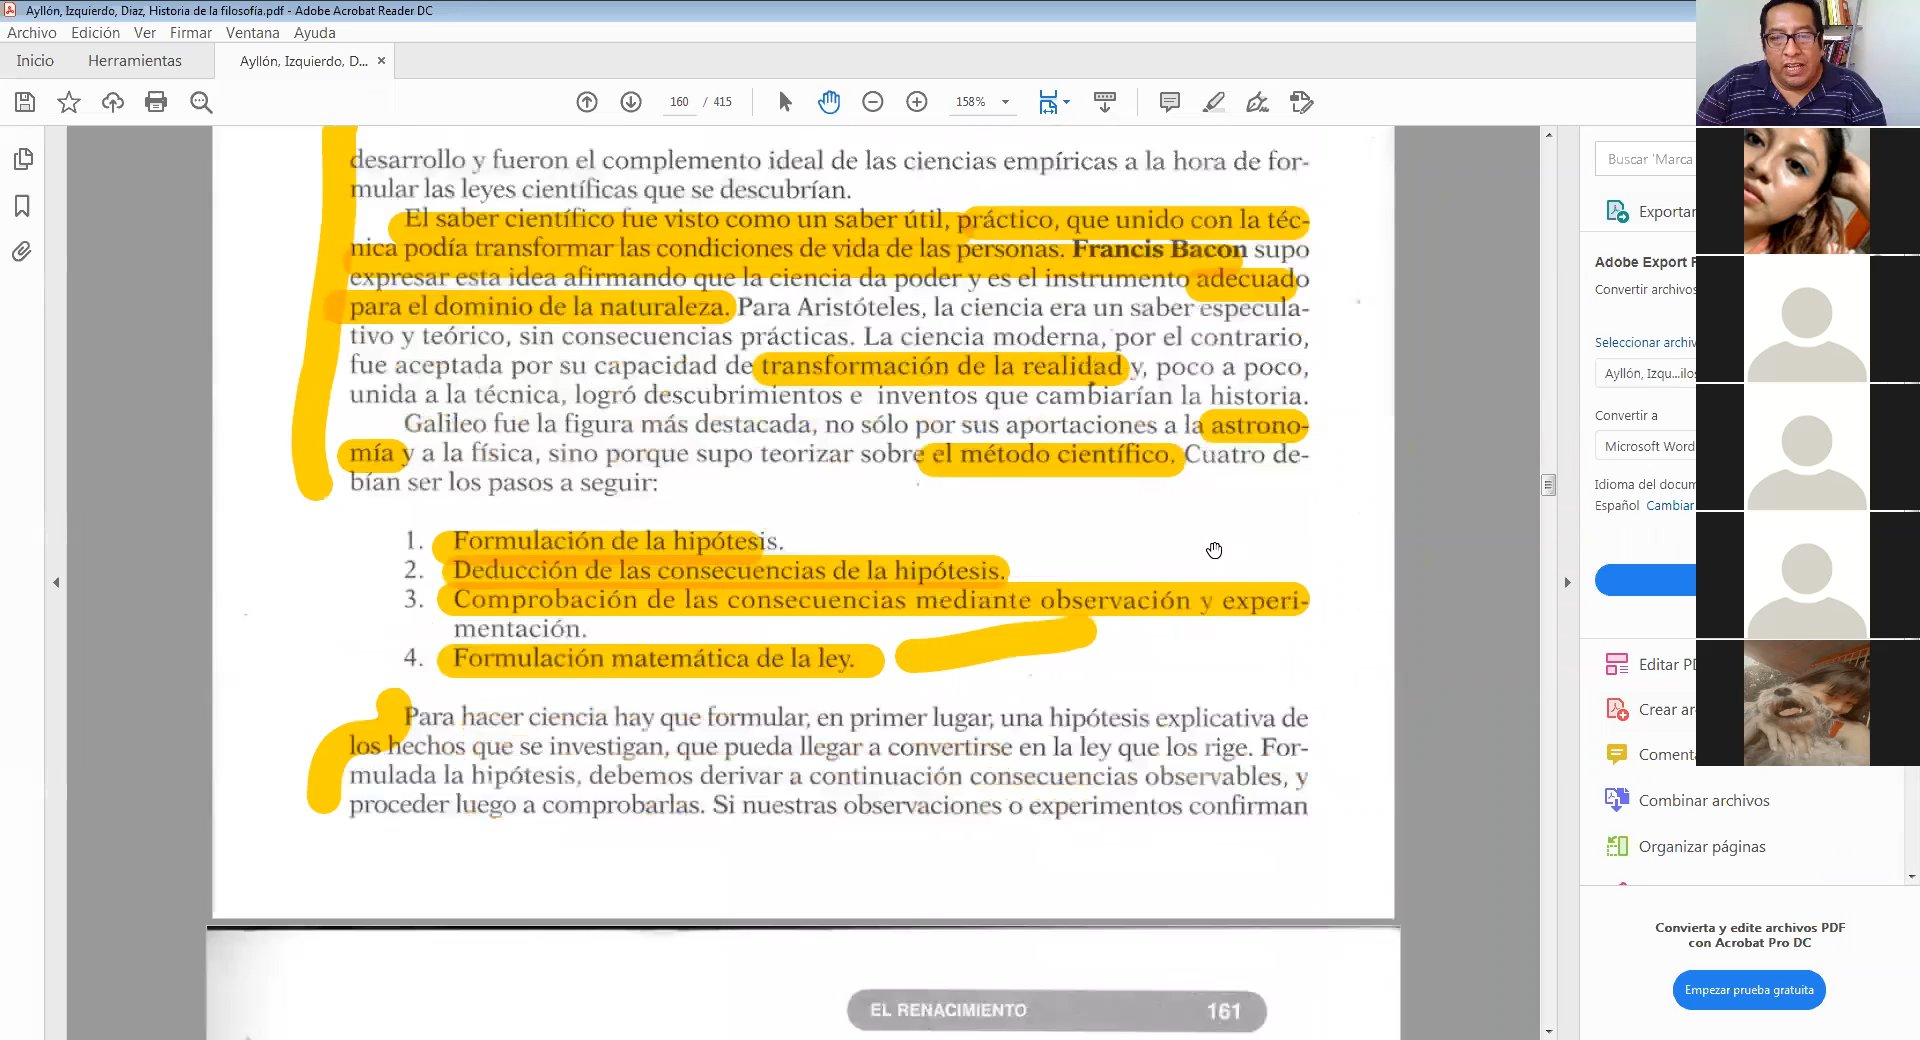 Ayllón, Izquierdo, Diaz, Historia de la filosofía.pdf - Adobe Acrobat Reader DC
Archivo Edición Ver Firmar Ventana Ayuda
Inicio Herramientas Ayllón, Izquierdo, D... ×
160 / 415 158%
desarrollo y fueron el complemento ideal de las ciencias empíricas a la hora de for-
mular las leyes científicas que se descubrían.
El saber científico fue visto como un saber útil, práctico, que unido con la téc-
nica podía transformar las condiciones de vida de las personas. Francis Bacon supo
expresar esta idea afirmando que la ciencia da poder y es el instrumento adecuado
para el dominio de la naturaleza. Para Aristóteles, la ciencia era un saber especula-
tivo y teórico, sin consecuencias prácticas. La ciencia moderna, por el contrario,
fue aceptada por su capacidad de transformación de la realidad y, poco a poco,
unida a la técnica, logró descubrimientos e inventos que cambiarían la historia.
Galileo fue la figura más destacada, no sólo por sus aportaciones a la astrono-
mía y a la física, sino porque supo teorizar sobre el método científico. Cuatro de-
bían ser los pasos a seguir:
1. Formulación de la hipótesis.
2. Deducción de las consecuencias de la hipótesis.
3. Comprobación de las consecuencias mediante observación y experi-
mentación.
4. Formulación matemática de la ley.
Para hacer ciencia hay que formular, en primer lugar, una hipótesis explicativa de
los hechos que se investigan, que pueda llegar a convertirse en la ley que los rige. For-
mulada la hipótesis, debemos derivar a continuación consecuencias observables, y
proceder luego a comprobarlas. Si nuestras observaciones o experimentos confirman
EL RENACIMIENTO 161
Buscar 'Marca
Exportar
Adobe Export
Convertir archivos
Seleccionar archiv
Ayllón, Izqu...ilos
Convertir a
Microsoft Word
Idioma del docum
Español Cambiar
Editar PD
Crear ar
Comenta
Combinar archivos
Organizar páginas
Convierta y edite archivos PDF
con Acrobat Pro DC
Empezar prueba gratuita